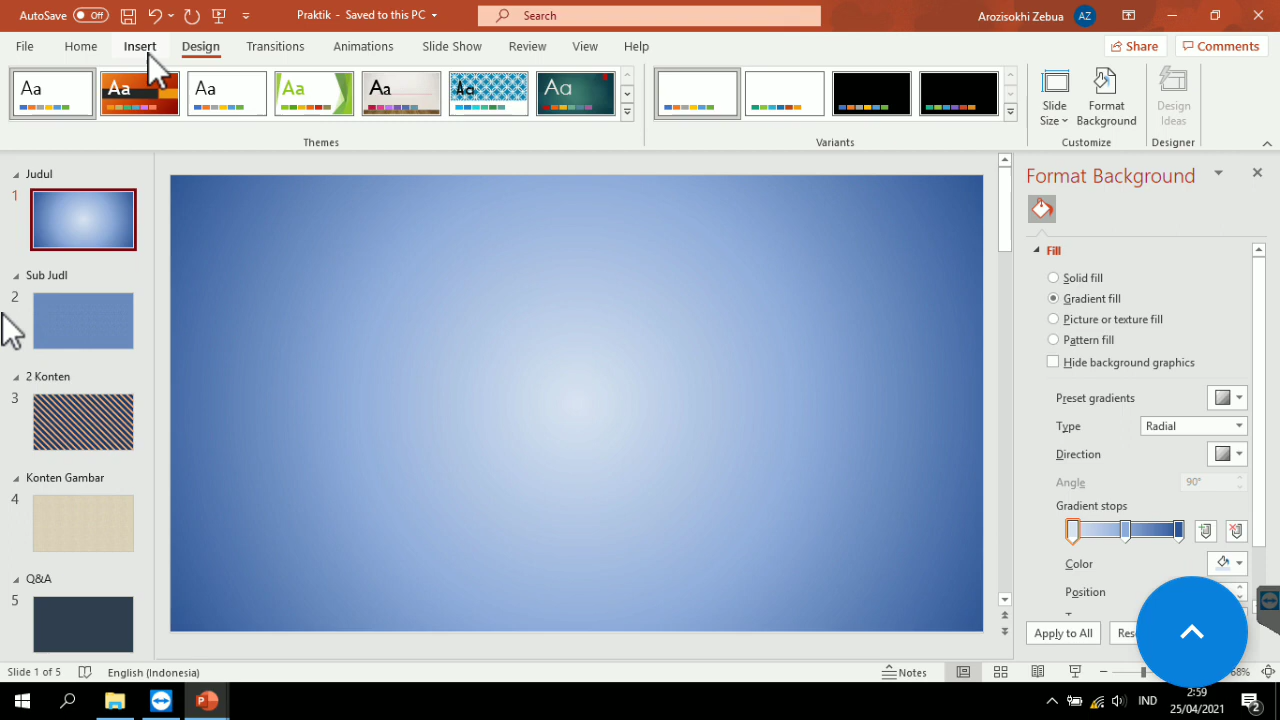 AutoSave Off Praktik - Saved to this PC Search Arozisokhi Zebua AZ
File Home Insert Design Transitions Animations Slide Show Review View Help Share Comments
Aa Aa Aa Aa Aa Aa Aa
Slide Size Format Background Design Ideas
Themes Variants Customize Designer
Judul
1
Sub Judl
2
2 Konten
3
Konten Gambar
4
Q&A
5
Format Background
Fill
Solid fill
Gradient fill
Picture or texture fill
Pattern fill
Hide background graphics
Preset gradients
Type Radial
Direction
Angle 90°
Gradient stops
Color
Position
Apply to All
Slide 1 of 5 English (Indonesia) Notes 68%
IND 2:59
25/04/2021 2